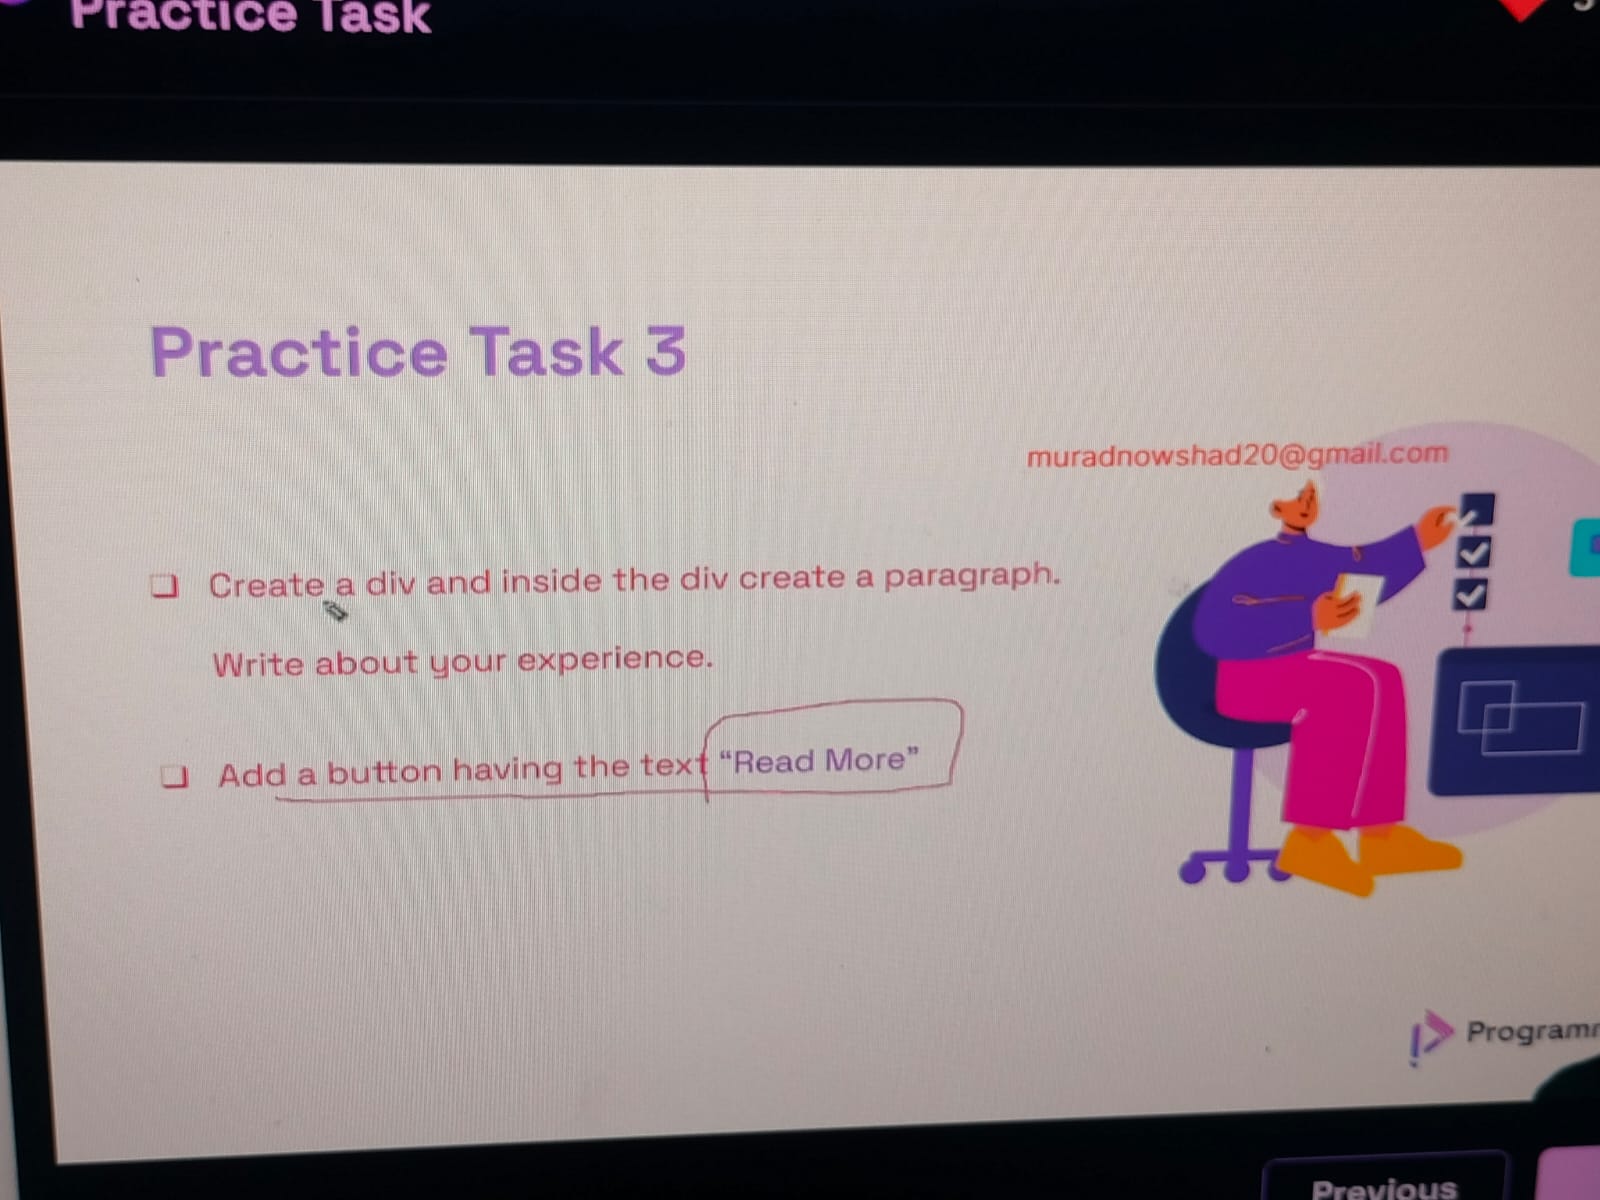 Practice Task
Practice Task 3
muradnowshad20@gmail.com
Create a div and inside the div create a paragraph.
Write about your experience.
Add a button having the text “Read More”
Previous